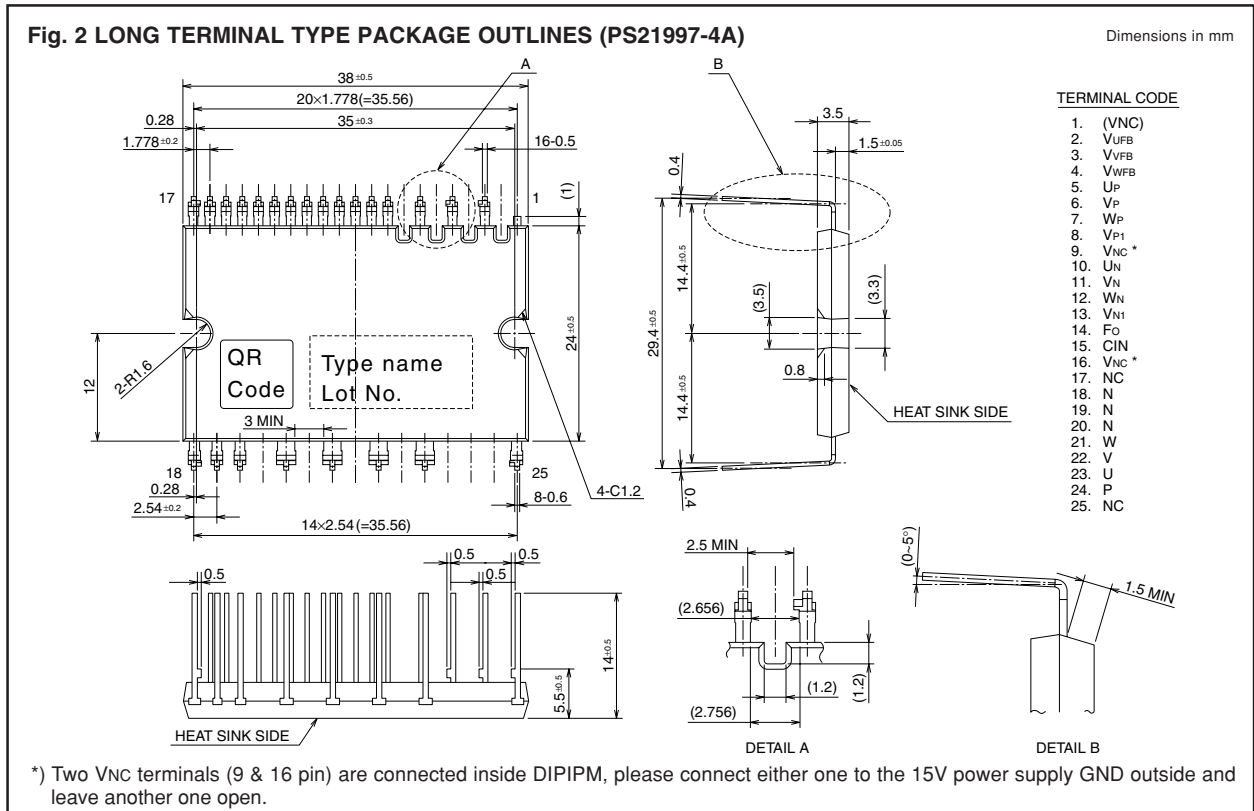 Fig. 2 LONG TERMINAL TYPE PACKAGE OUTLINES (PS21997-4A)
Dimensions in mm
A
B
38±0.5
20×1.778(=35.56)
35±0.3
0.28
1.778±0.2
16-0.5
17
1
(1)
24±0.5
12
2-R1.6
QR
Code
Type name
Lot No.
3 MIN
18
25
0.28
2.54±0.2
14×2.54(=35.56)
8-0.6
4-C1.2
3.5
1.5±0.05
0.4
14.4±0.5
29.4±0.5
14.4±0.5
(3.5)
(3.3)
0.8
HEAT SINK SIDE
0.4
TERMINAL CODE
1. (VNC)
2. VUFB
3. VVFB
4. VWFB
5. UP
6. VP
7. WP
8. VP1
9. VNC *
10. UN
11. VN
12. WN
13. VN1
14. FO
15. CIN
16. VNC *
17. NC
18. N
19. N
20. N
21. W
22. V
23. U
24. P
25. NC
0.5
0.5
0.5
0.5
14±0.5
5.5±0.5
HEAT SINK SIDE
2.5 MIN
(2.656)
(1.2)
(1.2)
(2.756)
DETAIL A
(0~5°)
1.5 MIN
DETAIL B
*) Two VNC terminals (9 & 16 pin) are connected inside DIPIPM, please connect either one to the 15V power supply GND outside and
leave another one open.